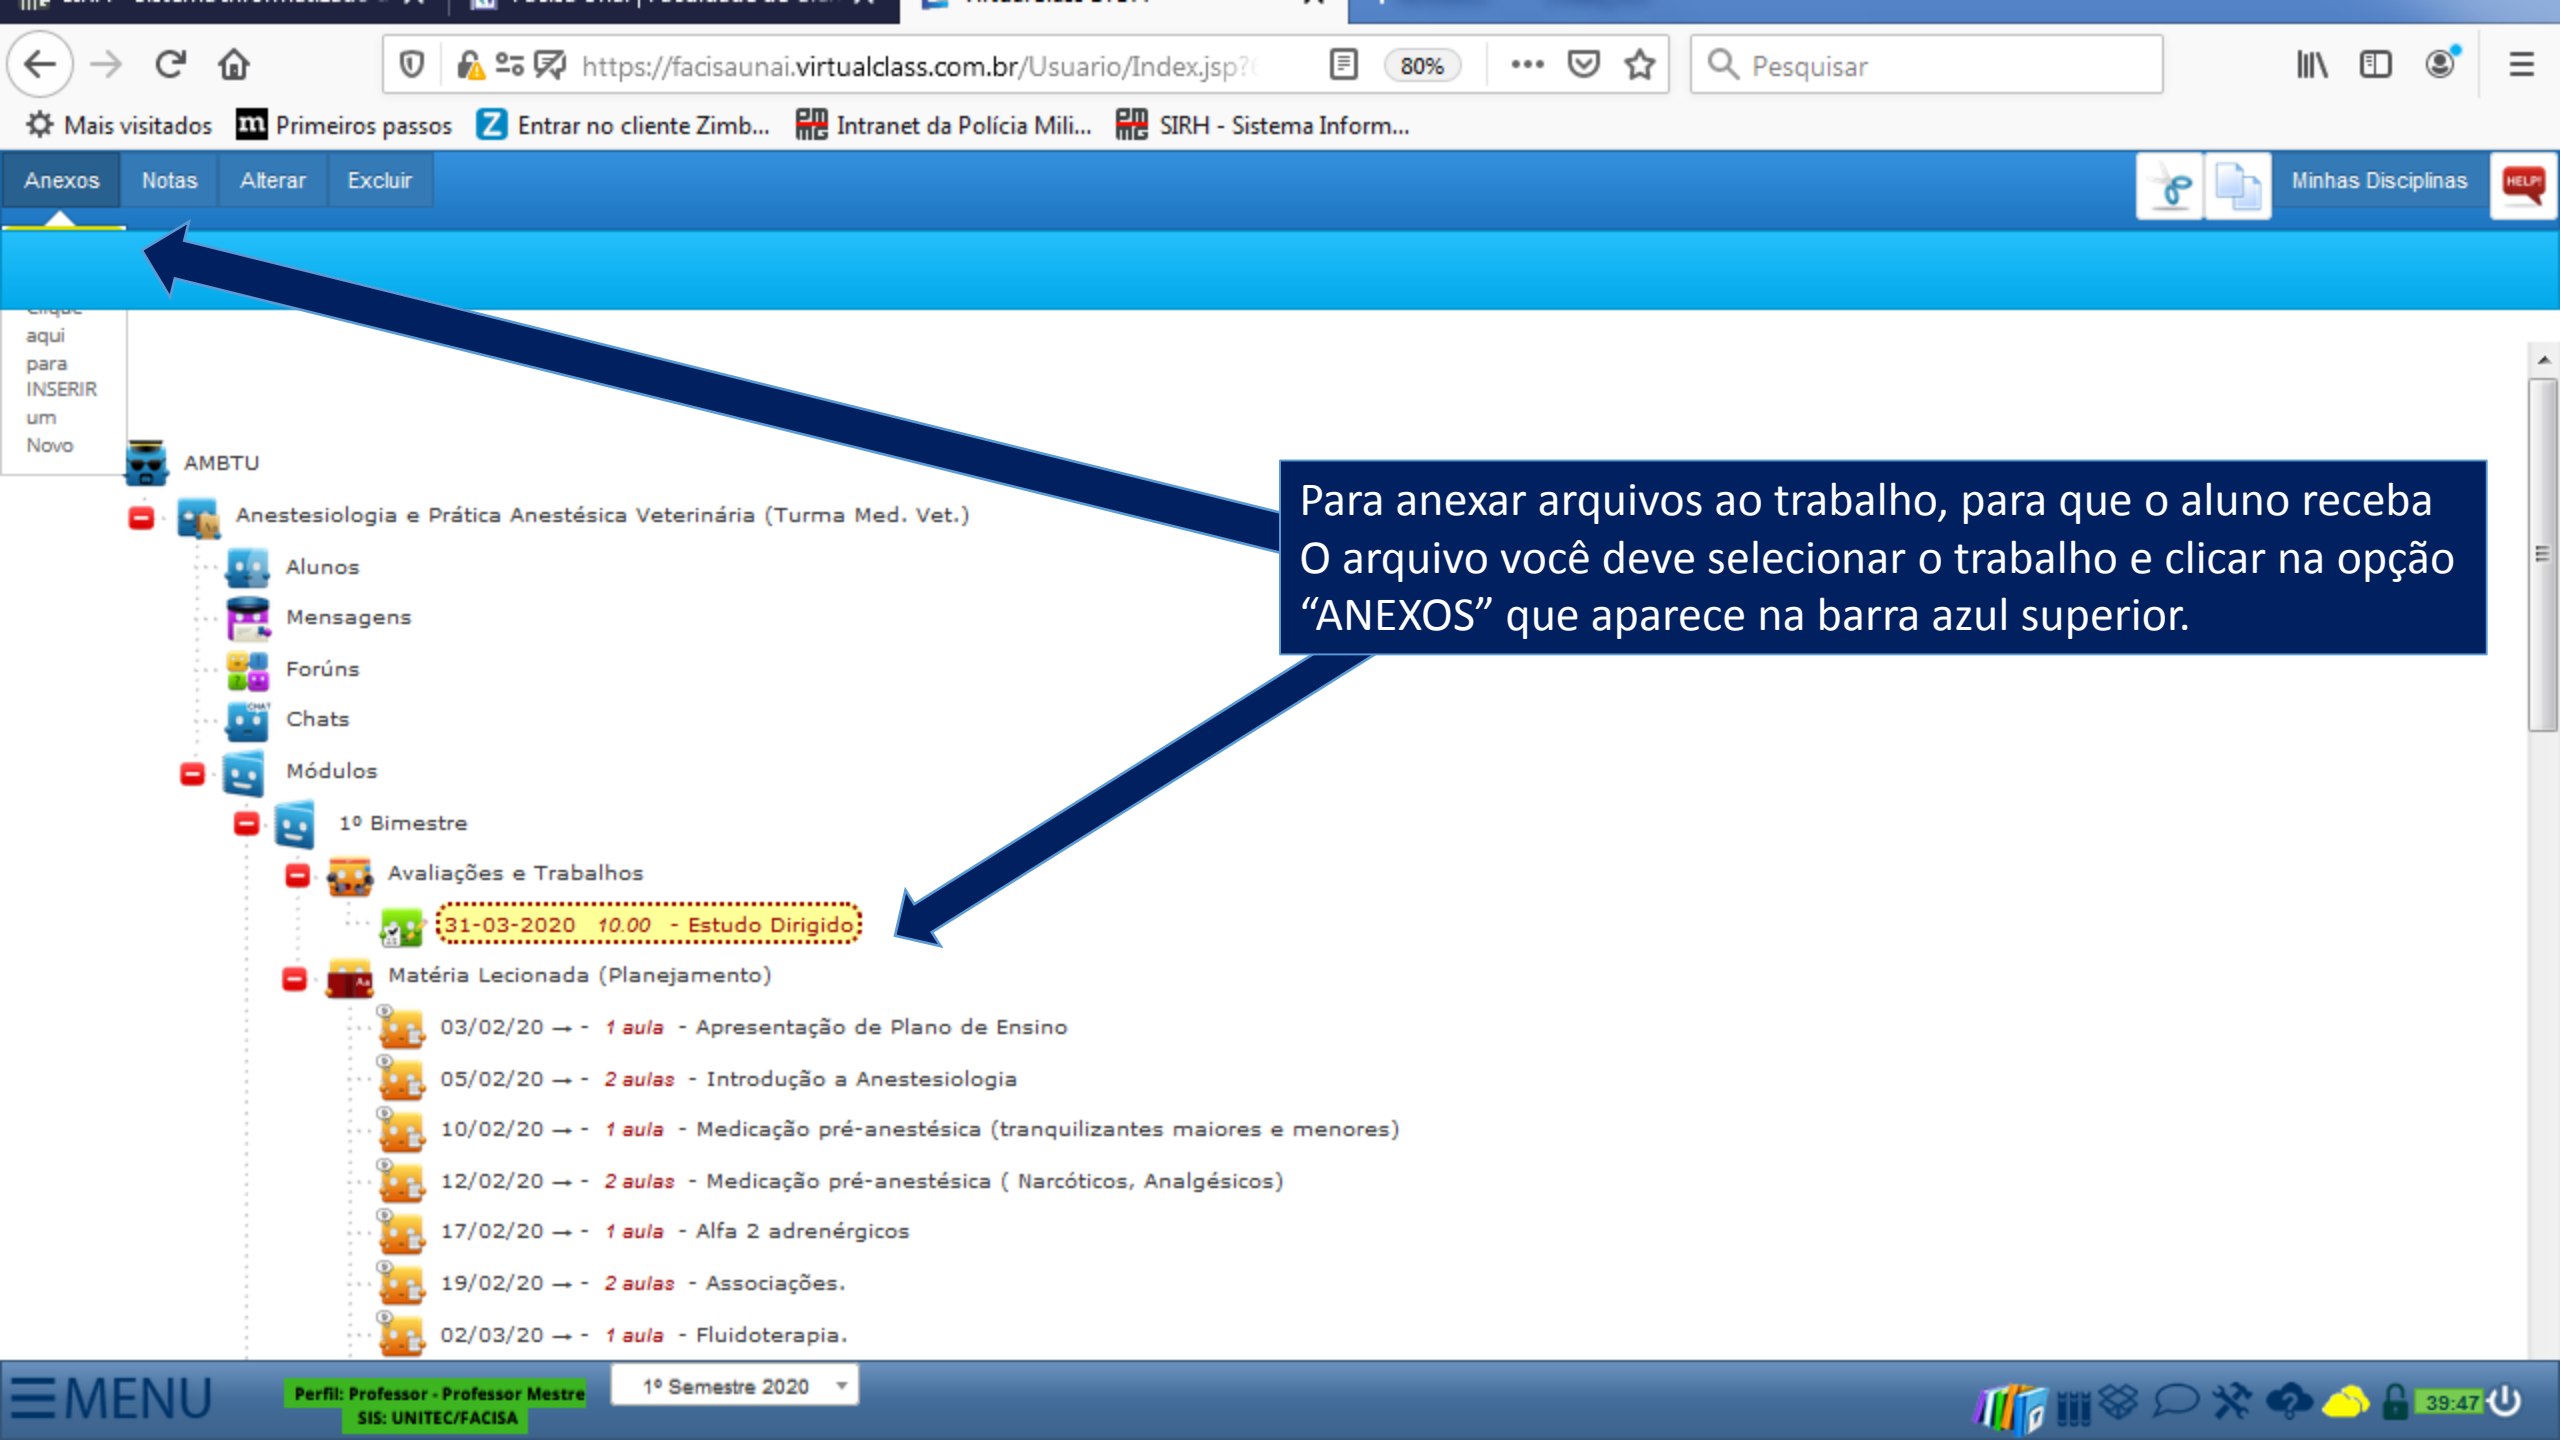 https://facisaunai.virtualclass.com.br/Usuario/Index.jsp?
80%
Pesquisar
Mais visitados
Primeiros passos
Entrar no cliente Zimb...
Intranet da Polícia Mili...
SIRH - Sistema Inform...
Anexos Notas Alterar Excluir
Minhas Disciplinas
HELP!
Clique
aqui
para
INSERIR
um
Novo
AMBTU
Anestesiologia e Prática Anestésica Veterinária (Turma Med. Vet.)
Alunos
Mensagens
Forúns
CHAT
Chats
Módulos
1º Bimestre
Avaliações e Trabalhos
31-03-2020 10.00 - Estudo Dirigido
Matéria Lecionada (Planejamento)
03/02/20 → - 1 aula - Apresentação de Plano de Ensino
05/02/20 → - 2 aulas - Introdução a Anestesiologia
10/02/20 → - 1 aula - Medicação pré-anestésica (tranquilizantes maiores e menores)
12/02/20 → - 2 aulas - Medicação pré-anestésica ( Narcóticos, Analgésicos)
17/02/20 → - 1 aula - Alfa 2 adrenérgicos
19/02/20 → - 2 aulas - Associações.
02/03/20 → - 1 aula - Fluidoterapia.
Para anexar arquivos ao trabalho, para que o aluno receba
O arquivo você deve selecionar o trabalho e clicar na opção
“ANEXOS” que aparece na barra azul superior.
MENU
Perfil: Professor - Professor Mestre
SIS: UNITEC/FACISA
1º Semestre 2020
39:47